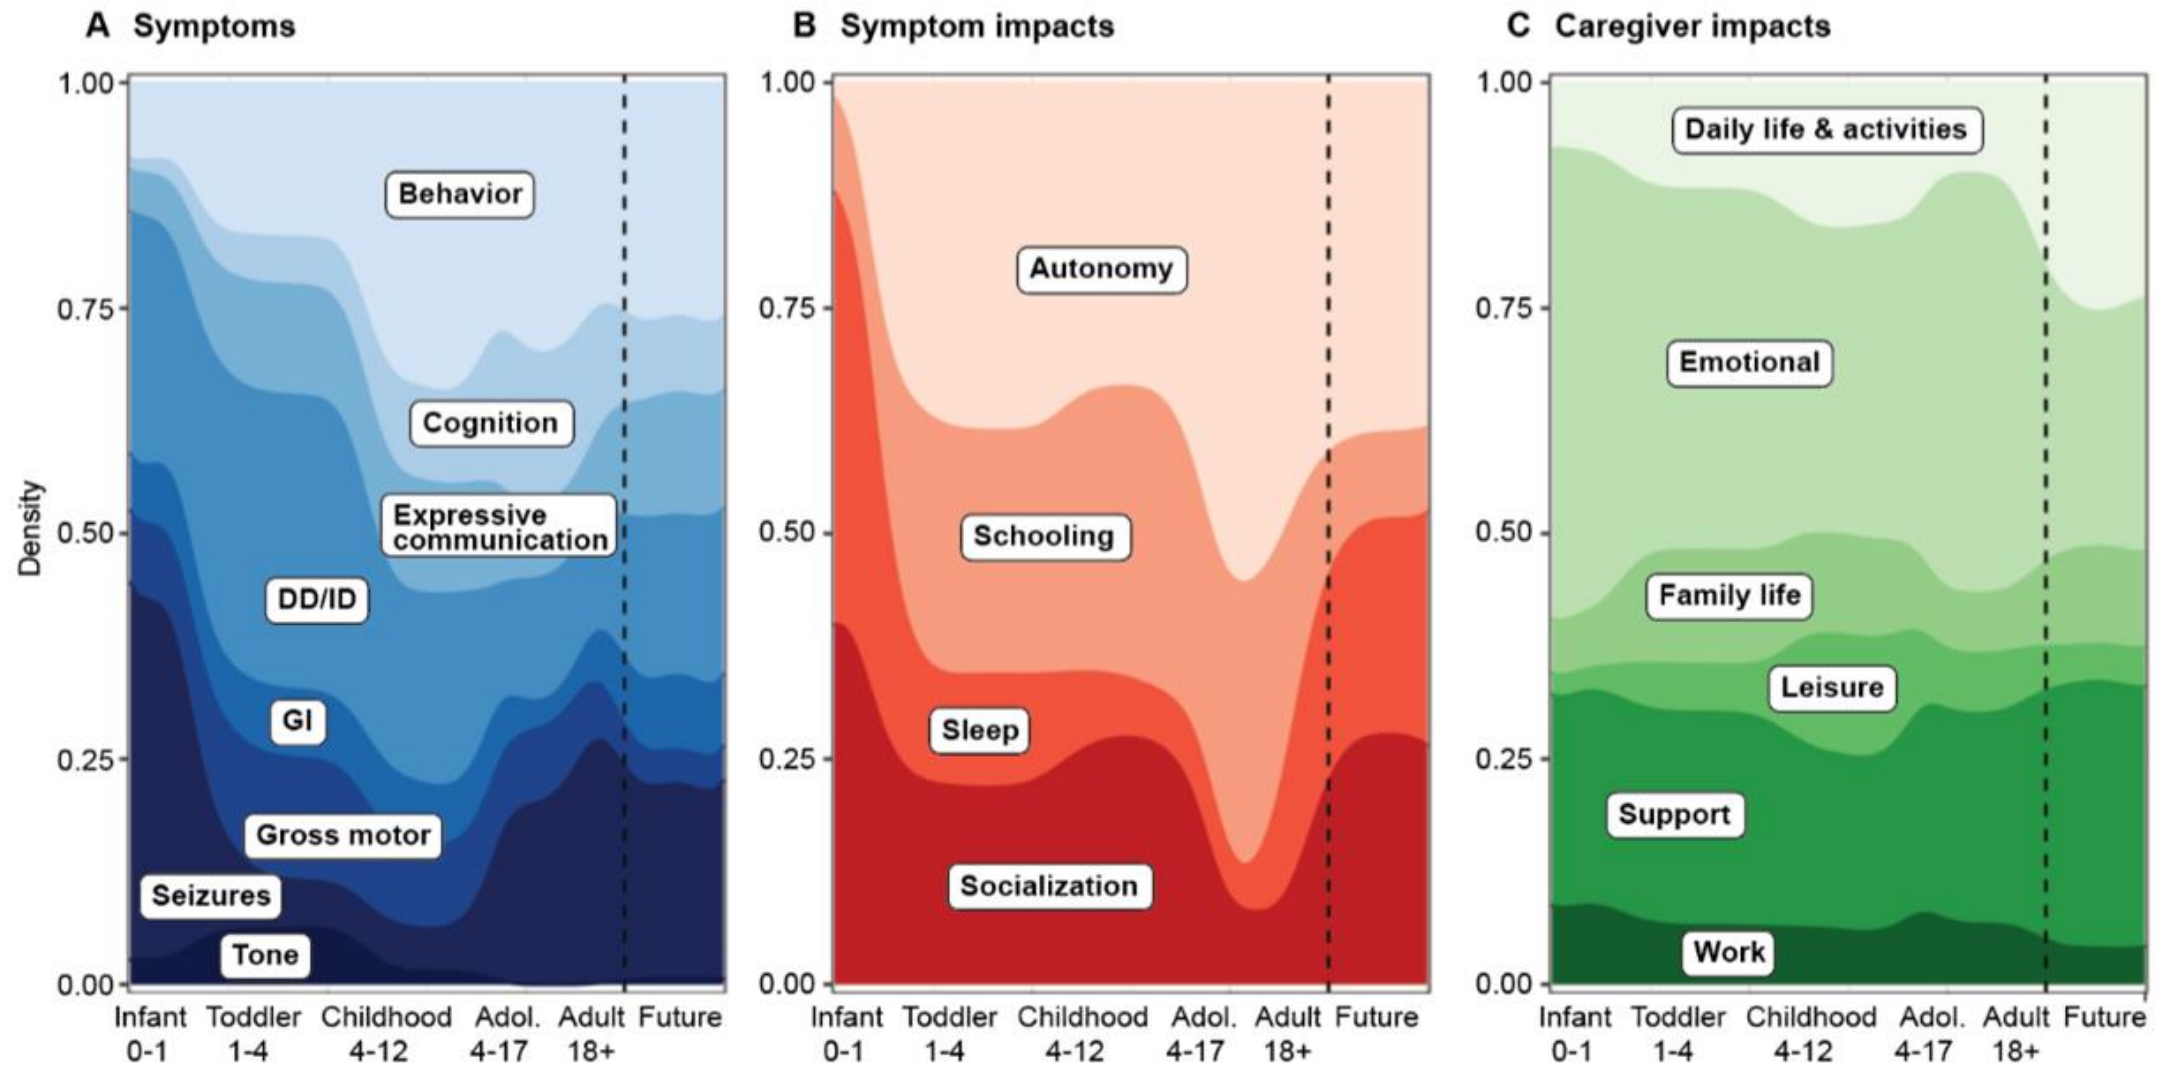 A Symptoms
B Symptom impacts
C Caregiver impacts
Density
1.00
0.75
0.50
0.25
0.00
Behavior
Cognition
Expressive
communication
DD/ID
GI
Gross motor
Seizures
Tone
Infant Toddler Childhood Adol. Adult Future
0-1 1-4 4-12 4-17 18+
1.00
0.75
0.50
0.25
0.00
Autonomy
Schooling
Sleep
Socialization
Infant Toddler Childhood Adol. Adult Future
0-1 1-4 4-12 4-17 18+
1.00
0.75
0.50
0.25
0.00
Daily life & activities
Emotional
Family life
Leisure
Support
Work
Infant Toddler Childhood Adol. Adult Future
0-1 1-4 4-12 4-17 18+